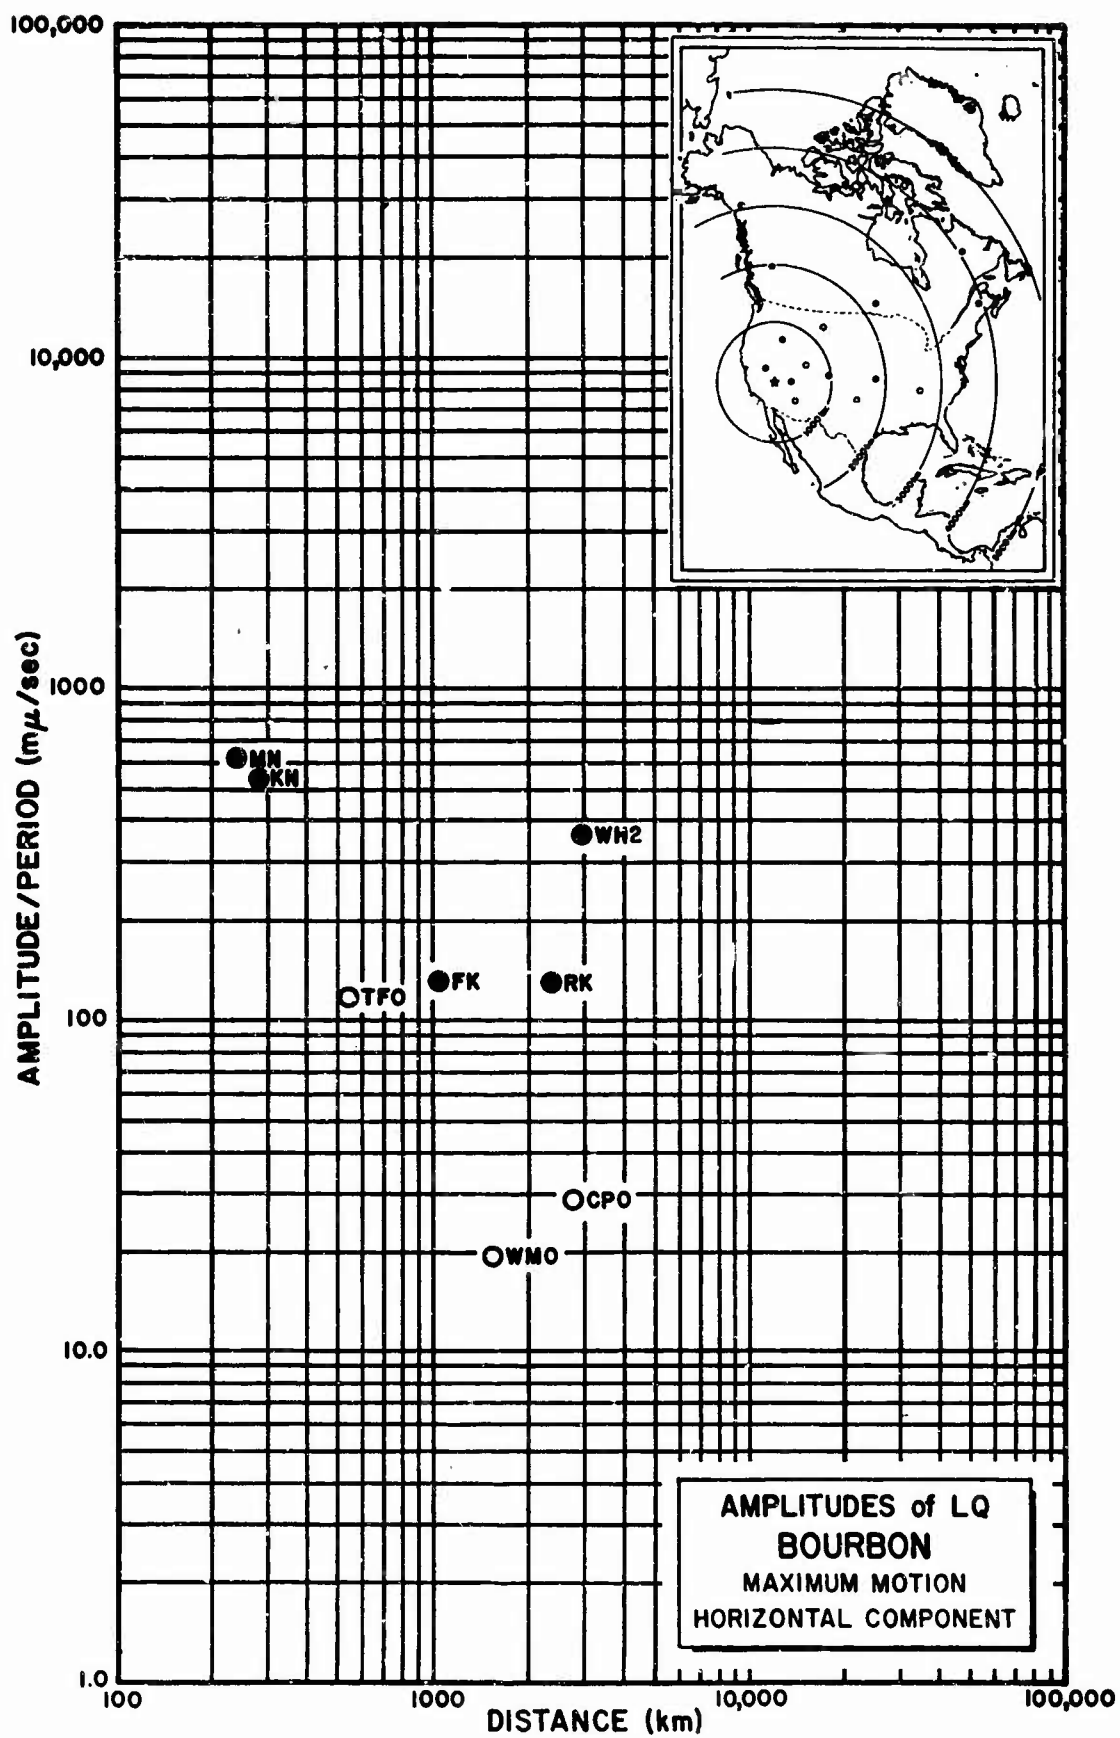 100,000
10,000
1000
100
10.0
1.0
AMPLITUDE/PERIOD (mµ/sec)
MN
KN
WH2
FK
RK
TFO
CPO
WMO
AMPLITUDES of LQ
BOURBON
MAXIMUM MOTION
HORIZONTAL COMPONENT
100
1000
10,000
100,000
DISTANCE (km)